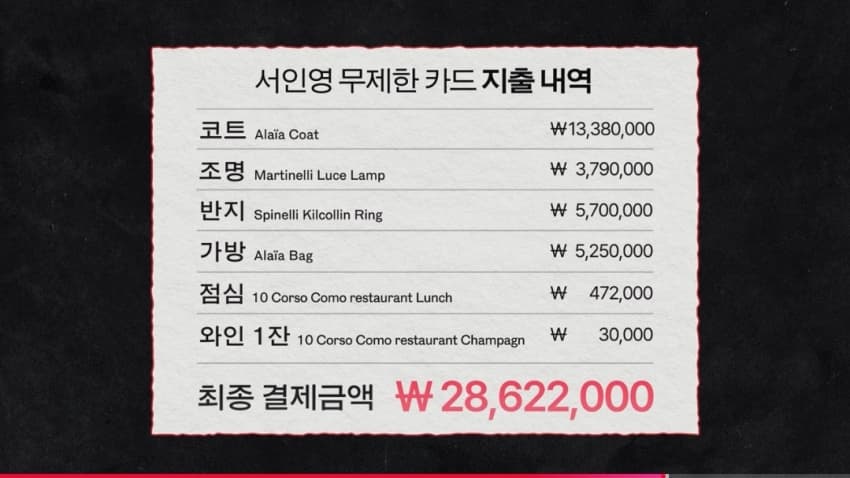 서인영 무제한 카드 지출 내역
코트 Alaïa Coat ₩13,380,000
조명 Martinelli Luce Lamp ₩ 3,790,000
반지 Spinelli Kilcollin Ring ₩ 5,700,000
가방 Alaïa Bag ₩ 5,250,000
점심 10 Corso Como restaurant Lunch ₩ 472,000
와인 1잔 10 Corso Como restaurant Champagn ₩ 30,000
최종 결제금액 ₩ 28,622,000